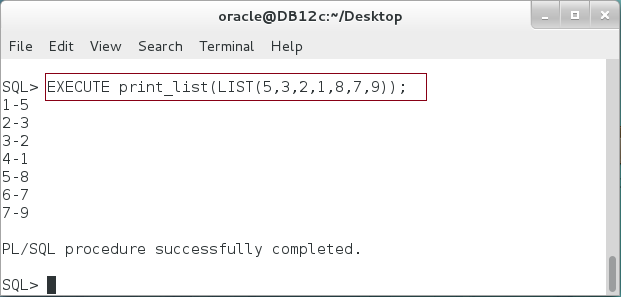 oracle@DB12c:~/Desktop
File Edit View Search Terminal Help
SQL> EXECUTE print_list(LIST(5,3,2,1,8,7,9));
1-5
2-3
3-2
4-1
5-8
6-7
7-9
PL/SQL procedure successfully completed.
SQL>